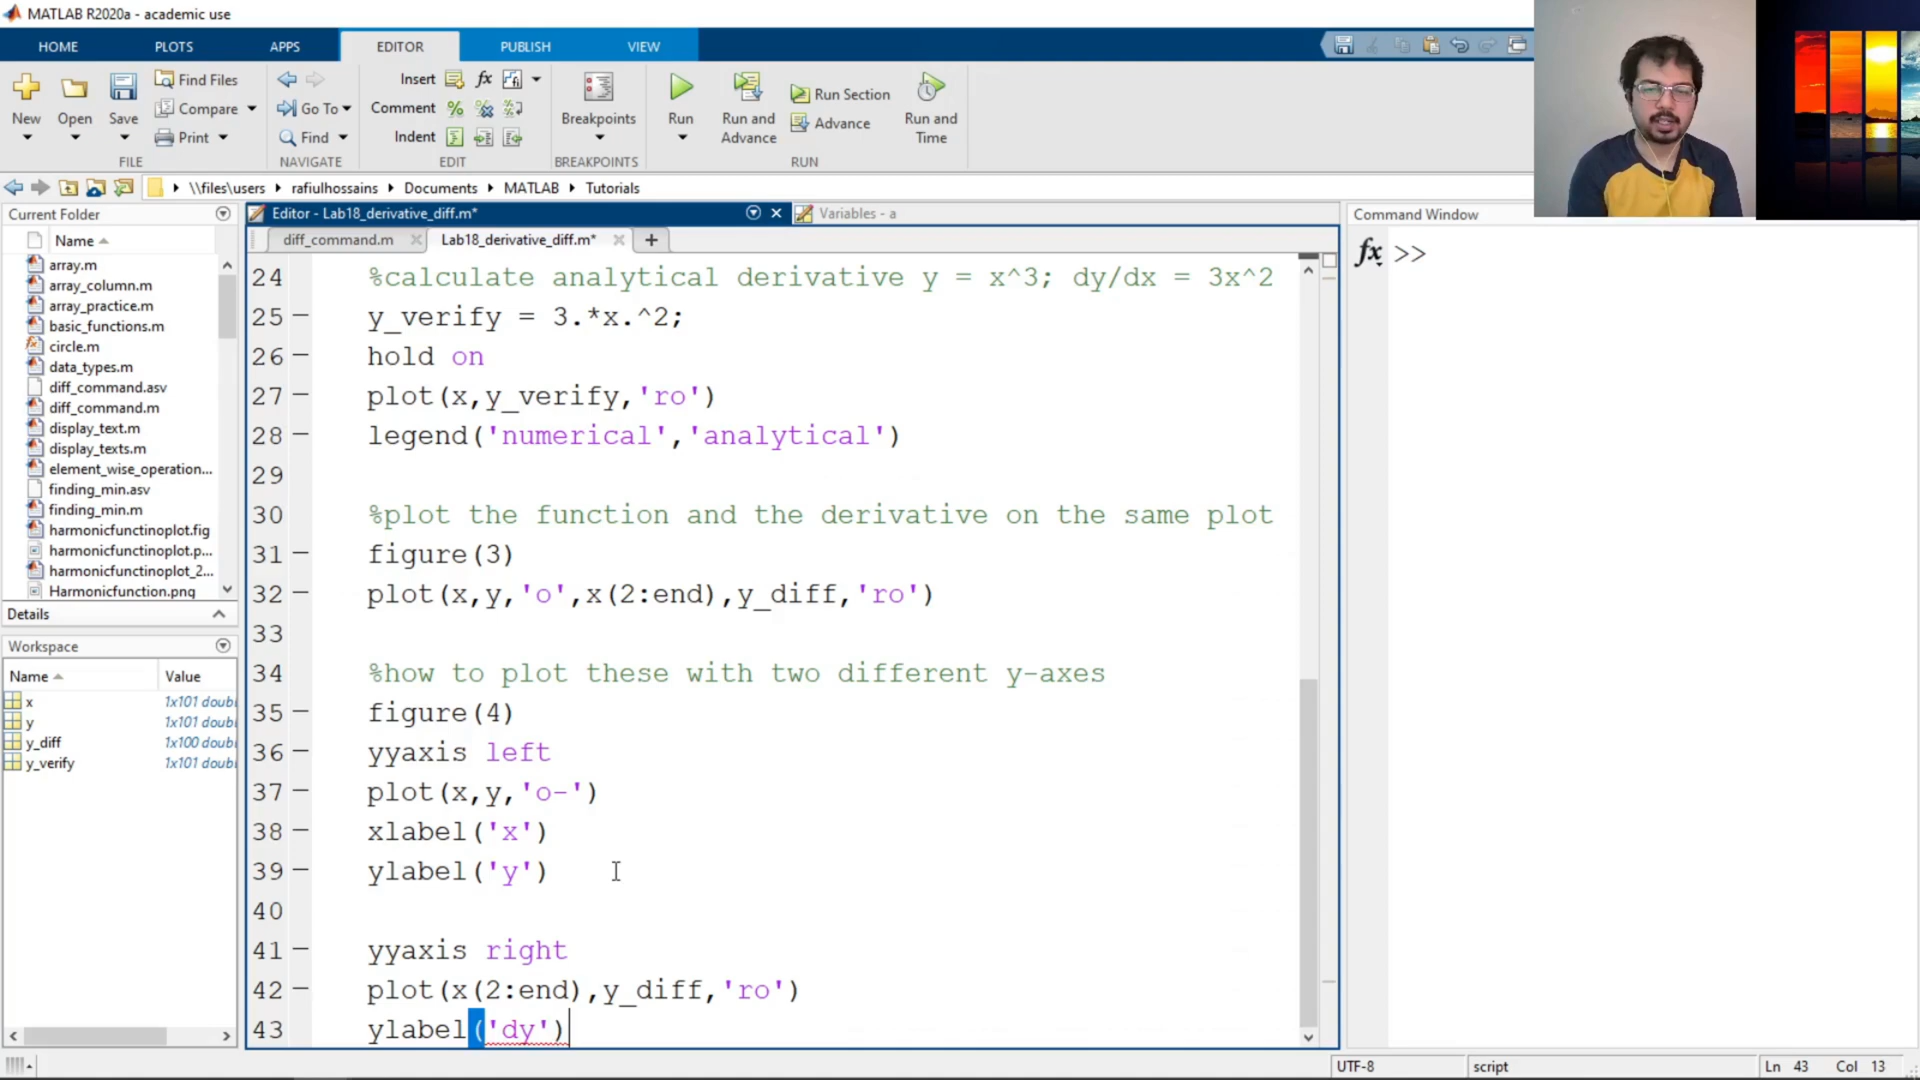 MATLAB R2020a - academic use
HOME PLOTS APPS EDITOR PUBLISH VIEW
New Open Save Find Files Compare Print
FILE
Go To Find
NAVIGATE
Insert fx
Comment
Indent
EDIT
Breakpoints
BREAKPOINTS
Run Run and Advance Run Section Advance Run and Time
RUN
\\files\users rafiulhossains Documents MATLAB Tutorials
Current Folder
Name
array.m
array_column.m
array_practice.m
basic_functions.m
circle.m
data_types.m
diff_command.asv
diff_command.m
display_text.m
display_texts.m
element_wise_operation...
finding_min.asv
finding_min.m
harmonicfunctinoplot.fig
harmonicfunctinoplot.p...
harmonicfunctinoplot_2...
Harmonicfunction.png
Details
Workspace
Name Value
x 1x101 doubl
y 1x101 doubl
y_diff 1x100 doubl
y_verify 1x101 doubl
Editor - Lab18_derivative_diff.m*
Variables - a
diff_command.m Lab18_derivative_diff.m*
24 %calculate analytical derivative y = x^3; dy/dx = 3x^2
25 y_verify = 3.*x.^2;
26 hold on
27 plot(x,y_verify,'ro')
28 legend('numerical','analytical')
29
30 %plot the function and the derivative on the same plot
31 figure(3)
32 plot(x,y,'o',x(2:end),y_diff,'ro')
33
34 %how to plot these with two different y-axes
35 figure(4)
36 yyaxis left
37 plot(x,y,'o-')
38 xlabel('x')
39 ylabel('y')
40
41 yyaxis right
42 plot(x(2:end),y_diff,'ro')
43 ylabel('dy')
Command Window
fx >>
UTF-8 script Ln 43 Col 13